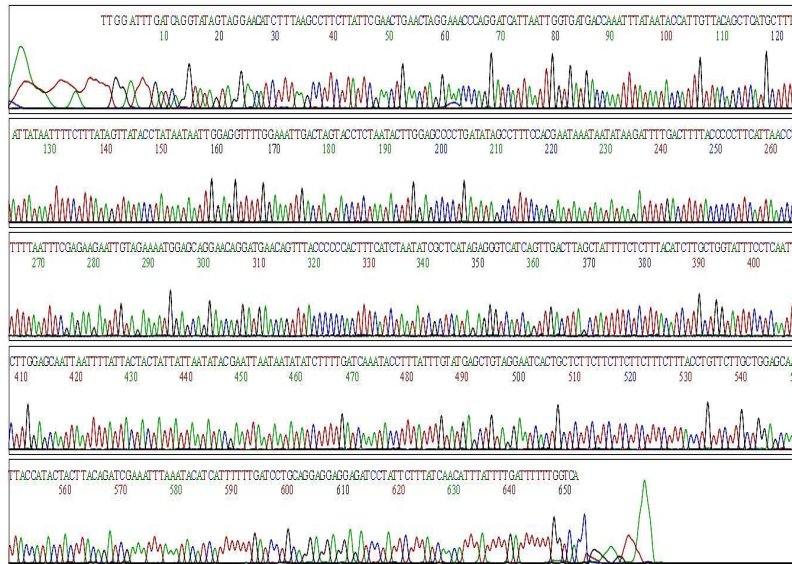 TTGGATTTGATCAGGTATAGTAGGAACATCTTTAAGCCTTCTTATTCGAACTGAACTAGGAAACCCAGGATCATTAATTGGTGATGACCAAATTTATAATACCATTGTTACAGCTCATGCTTTT
10 20 30 40 50 60 70 80 90 100 110 120
ATTATAATTTTCTTTATAGTTATACCTATAATAATTGGAGGTTTTGGAAATTGACTAGTACCTCTAATACTTGGAGCCCCTGATATAGCCTTTCCACGAATAAATAATATAAGATTTTGACTTTTACCCCCTTCATTAACC
130 140 150 160 170 180 190 200 210 220 230 240 250 260
TTTTTAATTTCGAGAAGAATTGTAGAAAATGGAGCAGGAACAGGATGAACAGTTTACCCCCCACTTTCATCTAATATCGCTCATAGAGGGTCATCAGTTGACTTAGCTATTTTCTCTTTACATCTTGCTGGTATTTCCTCAATT
270 280 290 300 310 320 330 340 350 360 370 380 390 400
CTTGGAGCAATTAATTTTATTACTACTATTATTAATATACGAATTAATAATATATCTTTTGATCAAATACCTTTATTTGTATGAGCTGTAGGAATCACTGCTCTTCTTCTTCTTCTTTCTTTACCTGTTCTTGCTGGAGCAA
410 420 430 440 450 460 470 480 490 500 510 520 530 540
TTACCATACTACTTACAGATCGAAATTTAAATACATCATTTTTTGATCCTGCAGGAGGAGGAGATCCTATTCTTTATCAACATTTATTTTGATTTTTTGGTCA
560 570 580 590 600 610 620 630 640 650